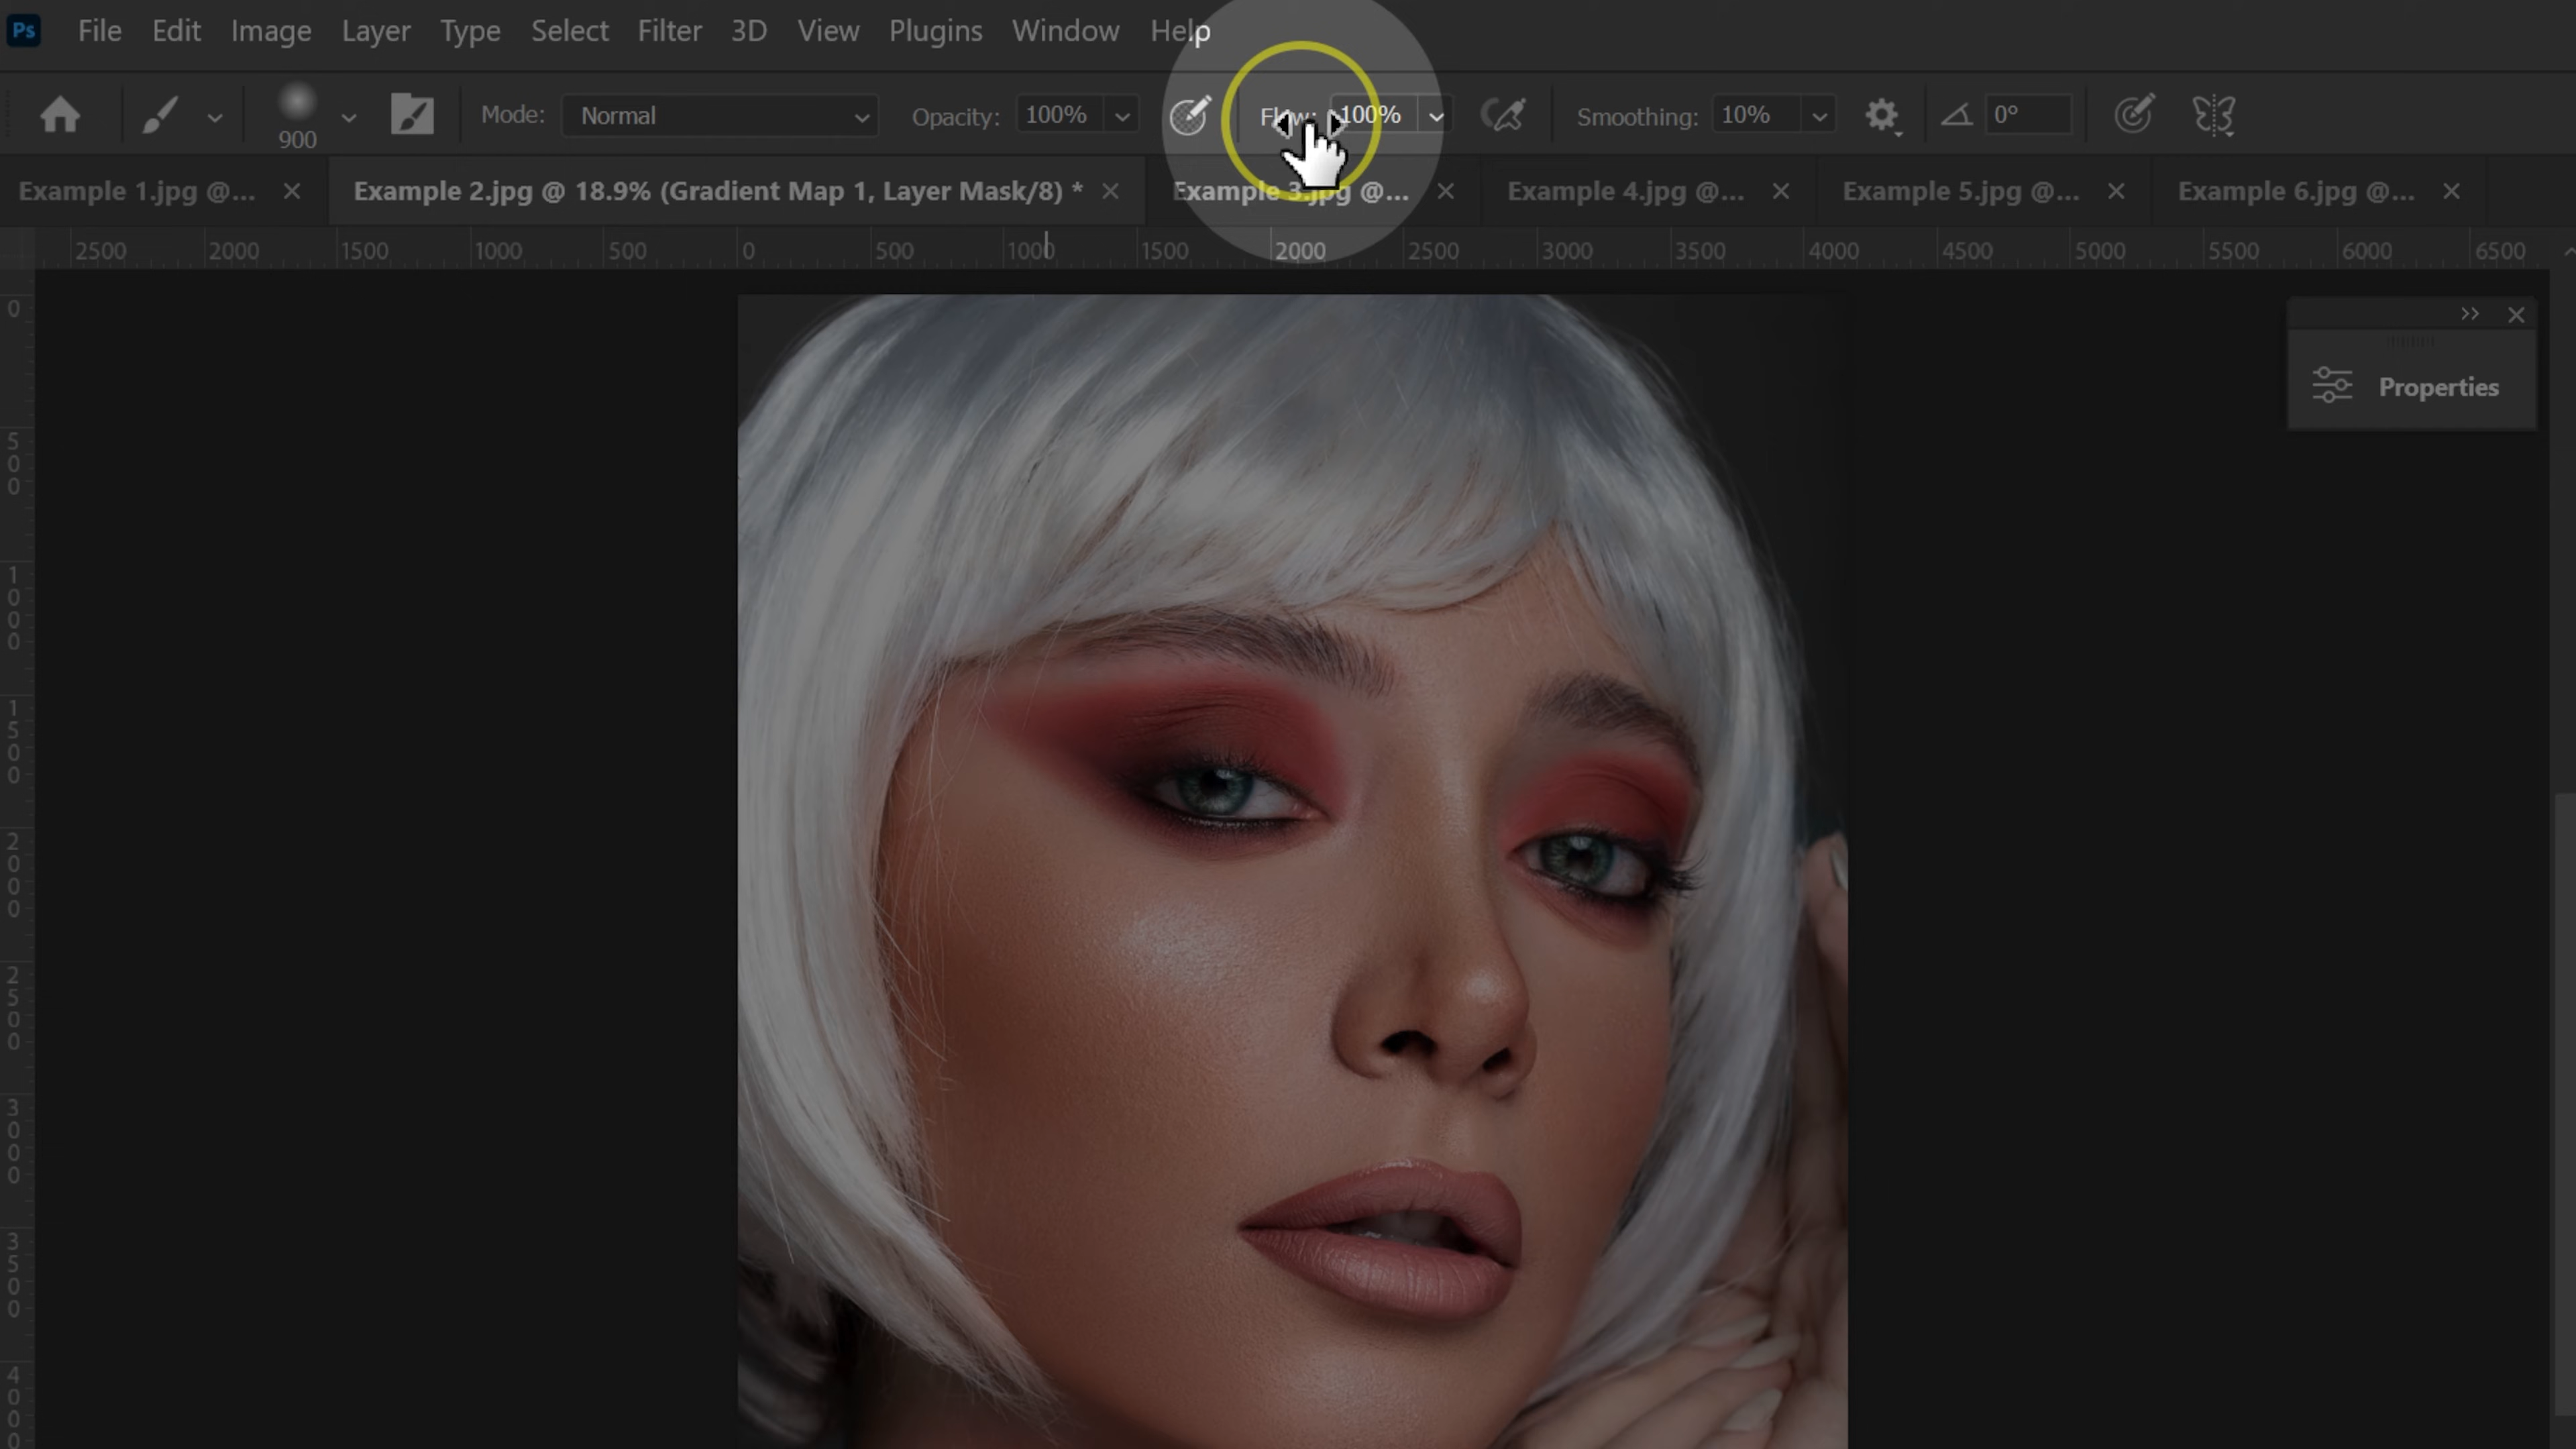 Ps File Edit Image Layer Type Select Filter 3D View Plugins Window Help
900 Mode: Normal Opacity: 100% Flow: 100% Smoothing: 10% 0°
Example 1.jpg @... Example 2.jpg @ 18.9% (Gradient Map 1, Layer Mask/8) * Example 3.jpg @... Example 4.jpg @... Example 5.jpg @... Example 6.jpg @...
2500 2000 1500 1000 500 0 500 1000 1500 2000 2500 3000 3500 4000 4500 5000 5500 6000 6500
0
500
1000
1500
2000
2500
3000
3500
400
Properties